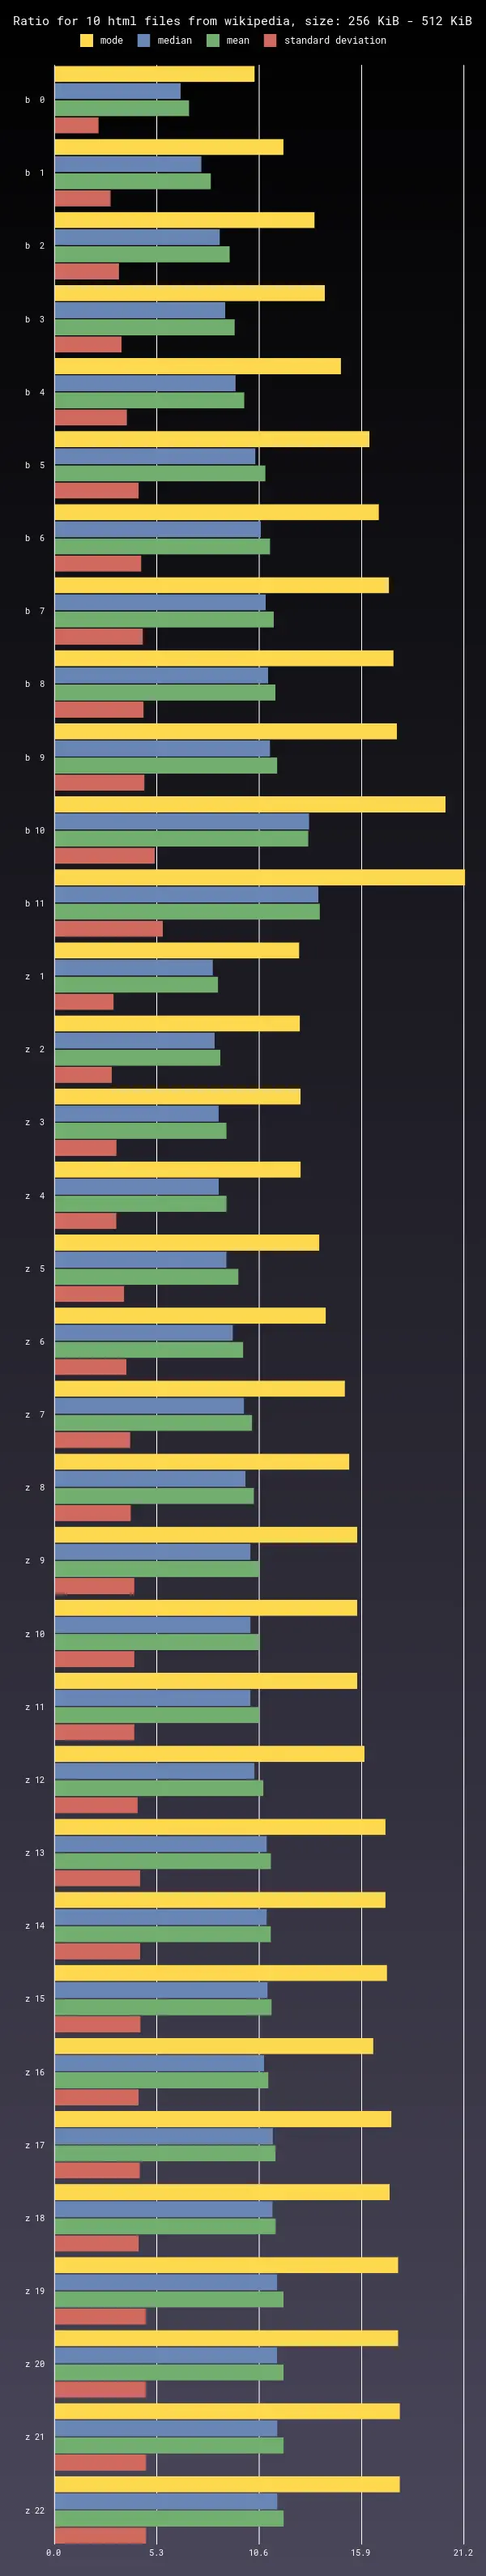 Ratio for 10 html files from wikipedia, size: 256 KiB - 512 KiB
mode median mean standard deviation
b 0
b 1
b 2
b 3
b 4
b 5
b 6
b 7
b 8
b 9
b 10
b 11
z 1
z 2
z 3
z 4
z 5
z 6
z 7
z 8
z 9
z 10
z 11
z 12
z 13
z 14
z 15
z 16
z 17
z 18
z 19
z 20
z 21
z 22
0.0 5.3 10.6 15.9 21.2